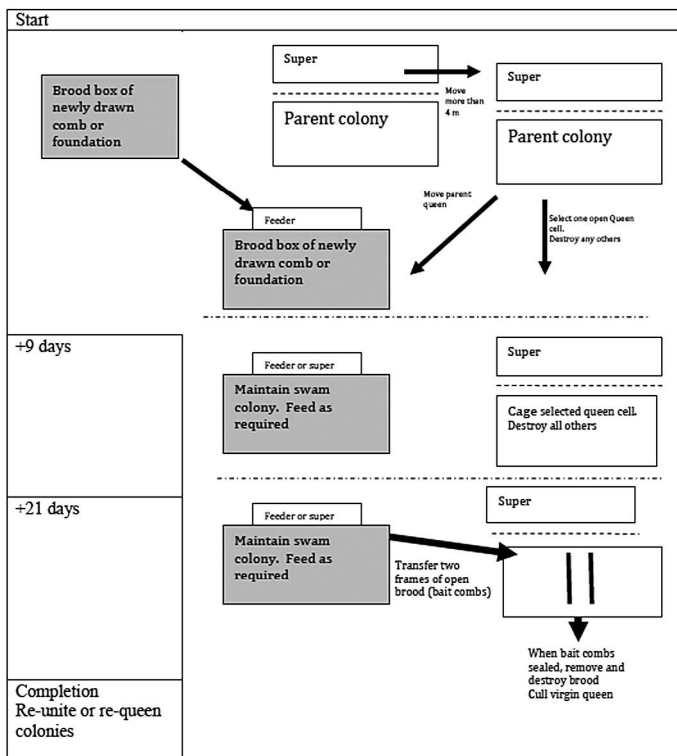 Start
Brood box of
newly drawn
comb or
foundation
Super
Parent colony
Move
more than
4 m
Super
Parent colony
Move parent
queen
Select one open Queen
cell.
Destroy any others
Feeder
Brood box of newly
drawn comb or
foundation
+9 days
Feeder or super
Maintain swam
colony. Feed as
required
Super
Cage selected queen cell.
Destroy all others
+21 days
Feeder or super
Maintain swam
colony. Feed as
required
Transfer two
frames of open
brood (bait combs)
Super
When bait combs
sealed, remove and
destroy brood
Cull virgin queen
Completion
Re-unite or re-queen
colonies